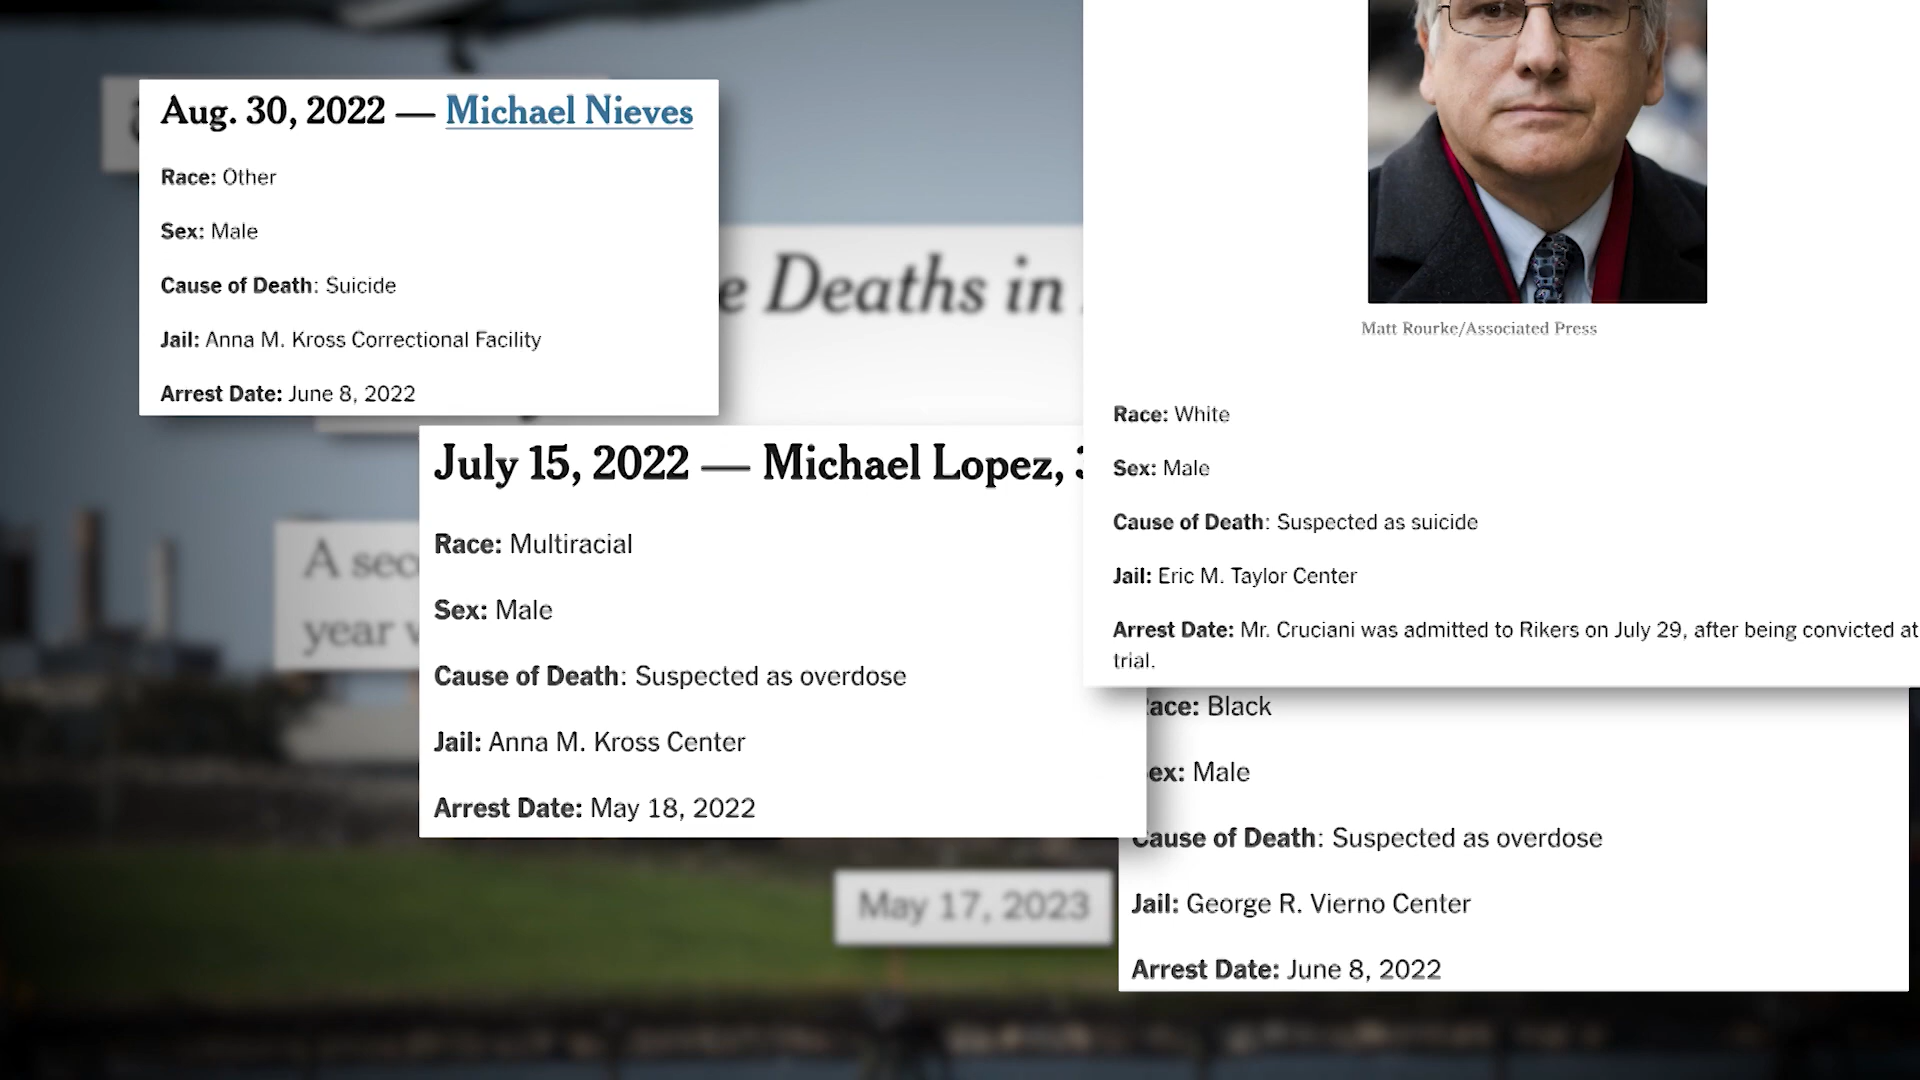 Aug. 30, 2022 — Michael Nieves
Race: Other
Sex: Male
Cause of Death: Suicide
Jail: Anna M. Kross Correctional Facility
Arrest Date: June 8, 2022
Deaths in
A
year
July 15, 2022 — Michael Lopez,
Race: Multiracial
Sex: Male
Cause of Death: Suspected as overdose
Jail: Anna M. Kross Center
Arrest Date: May 18, 2022
Matt Rourke/Associated Press
Race: White
Sex: Male
Cause of Death: Suspected as suicide
Jail: Eric M. Taylor Center
Arrest Date: Mr. Cruciani was admitted to Rikers on July 29, after being convicted at
trial.
Race: Black
Sex: Male
Cause of Death: Suspected as overdose
Jail: George R. Vierno Center
Arrest Date: June 8, 2022
May 17, 2023